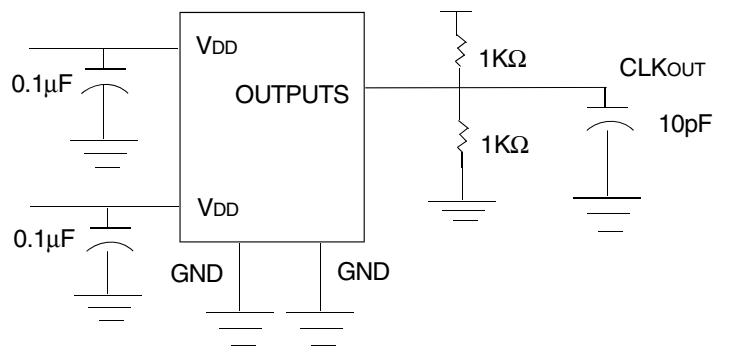 VDD
0.1μF
OUTPUTS
1KΩ
CLKOUT
10pF
1KΩ
VDD
0.1μF
GND
GND